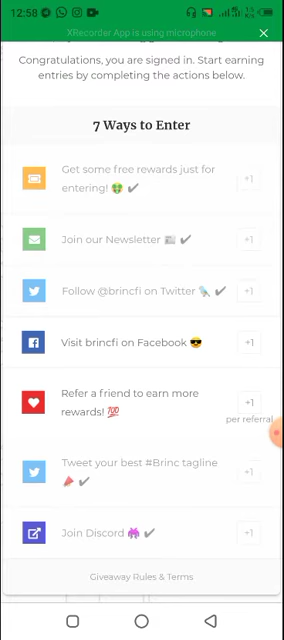 12:58
XRecorder App is using microphone
Congratulations, you are signed in. Start earning
entries by completing the actions below.
7 Ways to Enter
Get some free rewards just for
entering! 🤑 ✔
+1
Join our Newsletter 📰 ✔
+1
Follow @brincfi on Twitter 🐦 ✔
+1
Visit brincfi on Facebook 😎
+1
Refer a friend to earn more
rewards! 💯
+1
per referral
Tweet your best #Brinc tagline
🎉 ✔
+1
Join Discord 👾 ✔
+1
Giveaway Rules & Terms